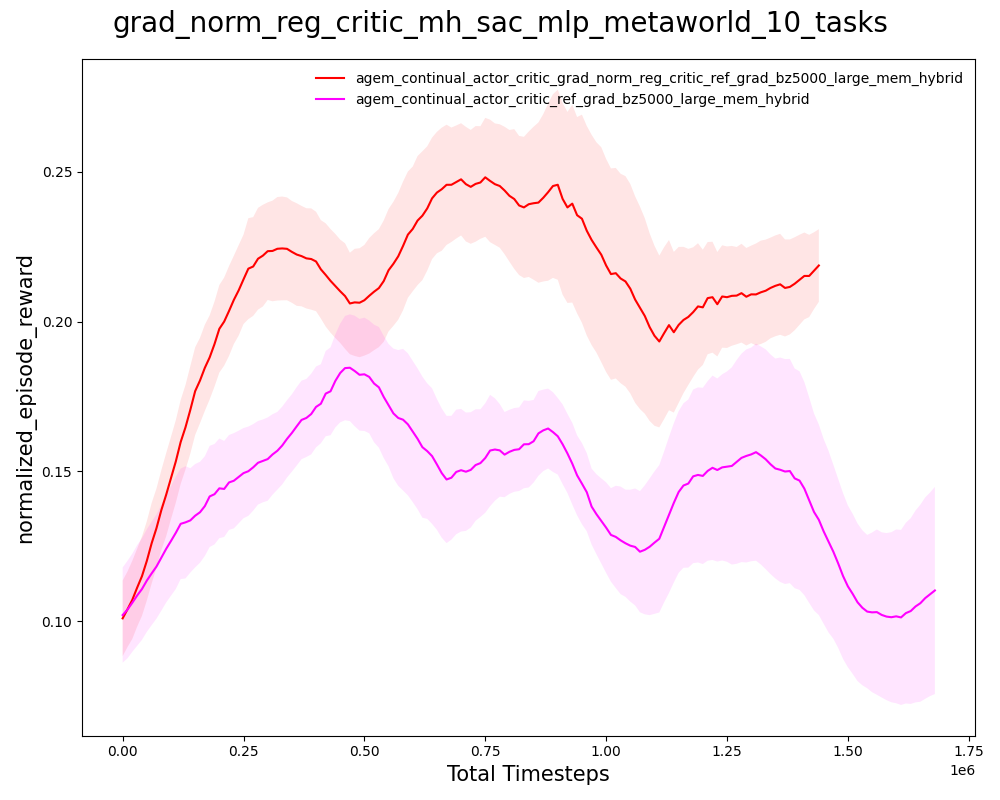 grad_norm_reg_critic_mh_sac_mlp_metaworld_10_tasks
agem_continual_actor_critic_grad_norm_reg_critic_ref_grad_bz5000_large_mem_hybrid
agem_continual_actor_critic_ref_grad_bz5000_large_mem_hybrid
normalized_episode_reward
0.25
0.20
0.15
0.10
0.00 0.25 0.50 0.75 1.00 1.25 1.50 1.75
1e6
Total Timesteps